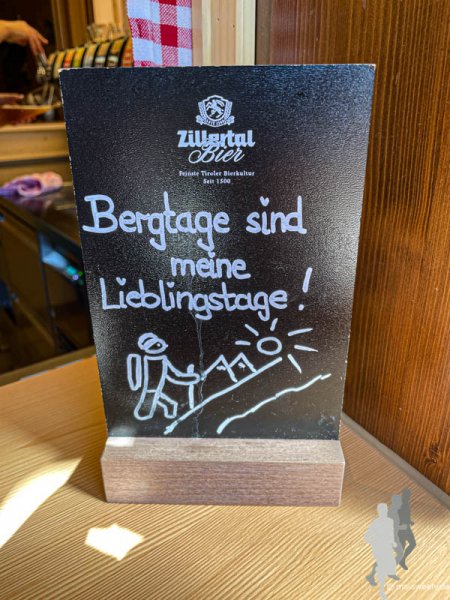 Zillertal
Bier
Feinste Tiroler Bierkultur
Seit 1500
Bergtage sind
meine
Lieblingstage!